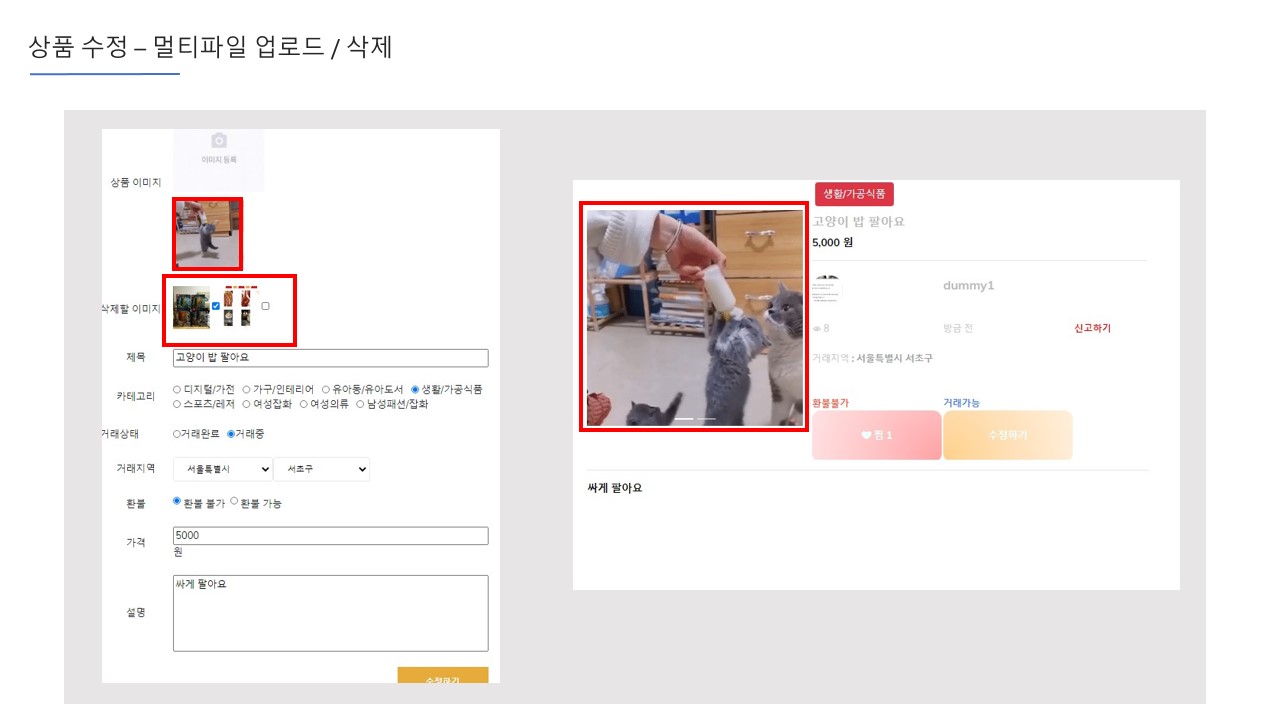 상품 수정 – 멀티파일 업로드 / 삭제
이미지 등록
상품 이미지
삭제할 이미지
제목
고양이 밥 팔아요
카테고리
디지털/가전 가구/인테리어 유아동/유아도서 생활/가공식품
스포츠/레저 여성잡화 여성의류 남성패션/잡화
거래상태
거래완료 거래중
거래지역
서울특별시 서초구
환불
환불 불가 환불 가능
가격
5000
원
설명
싸게 팔아요
수정하기
생활/가공식품
고양이 밥 팔아요
5,000 원
dummy1
8 방금 전 신고하기
거래지역 : 서울특별시 서초구
환불불가 거래가능
찜 1 수정하기
싸게 팔아요